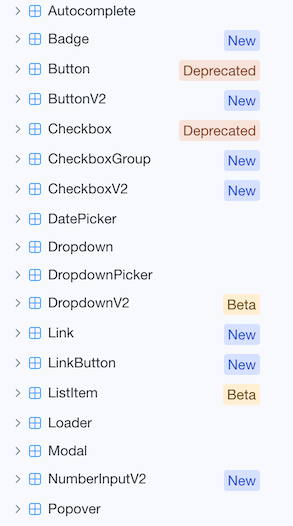 Autocomplete
Badge New
Button Deprecated
ButtonV2 New
Checkbox Deprecated
CheckboxGroup New
CheckboxV2 New
DatePicker
Dropdown
DropdownPicker
DropdownV2 Beta
Link New
LinkButton New
ListItem Beta
Loader
Modal
NumberInputV2 New
Popover